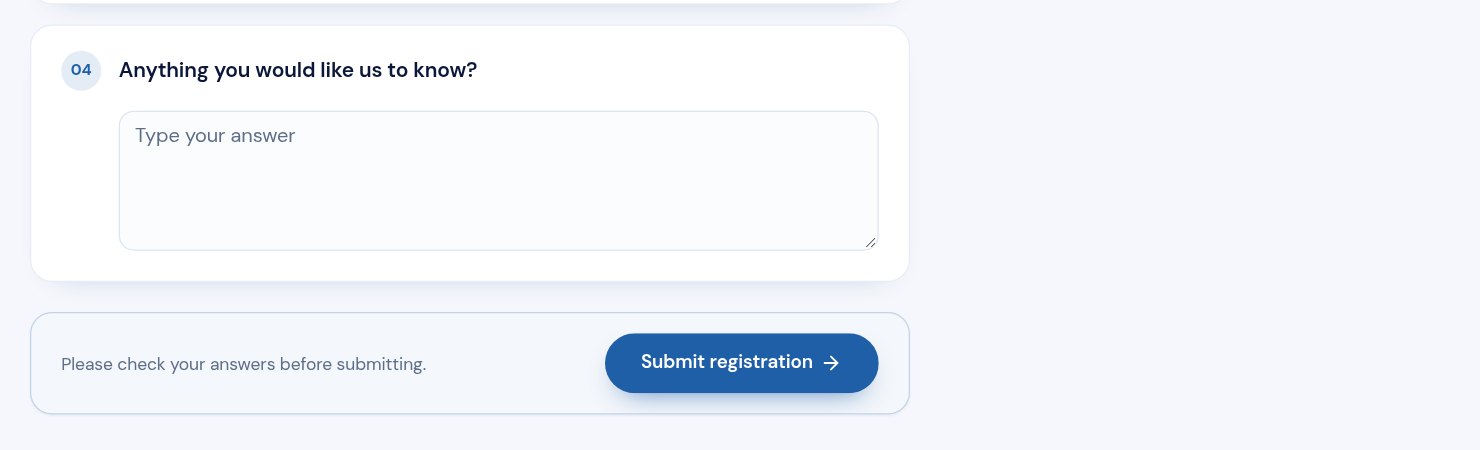 04
Anything you would like us to know?
Type your answer
Please check your answers before submitting.
Submit registration →